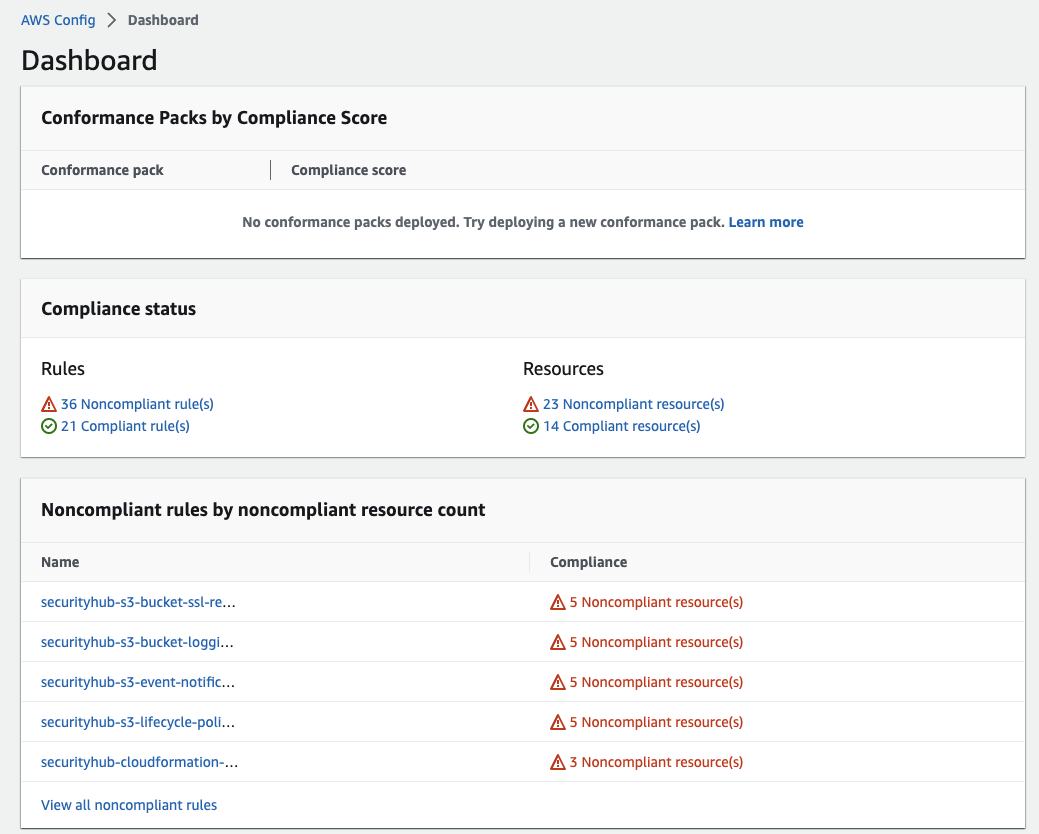 AWS Config > Dashboard
Dashboard
Conformance Packs by Compliance Score
Conformance pack Compliance score
No conformance packs deployed. Try deploying a new conformance pack. Learn more
Compliance status
Rules Resources
36 Noncompliant rule(s) 23 Noncompliant resource(s)
21 Compliant rule(s) 14 Compliant resource(s)
Noncompliant rules by noncompliant resource count
Name Compliance
securityhub-s3-bucket-ssl-re... 5 Noncompliant resource(s)
securityhub-s3-bucket-loggi... 5 Noncompliant resource(s)
securityhub-s3-event-notific... 5 Noncompliant resource(s)
securityhub-s3-lifecycle-poli... 5 Noncompliant resource(s)
securityhub-cloudformation-... 3 Noncompliant resource(s)
View all noncompliant rules